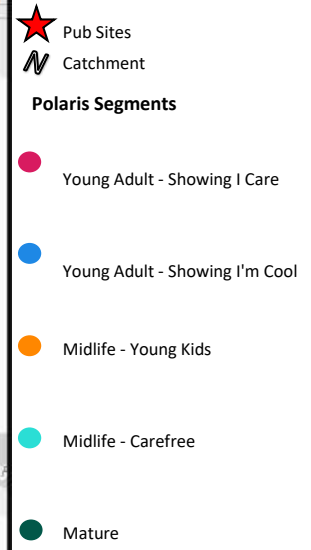 Pub Sites
Catchment
Polaris Segments
Young Adult - Showing I Care
Young Adult - Showing I'm Cool
Midlife - Young Kids
Midlife - Carefree
Mature